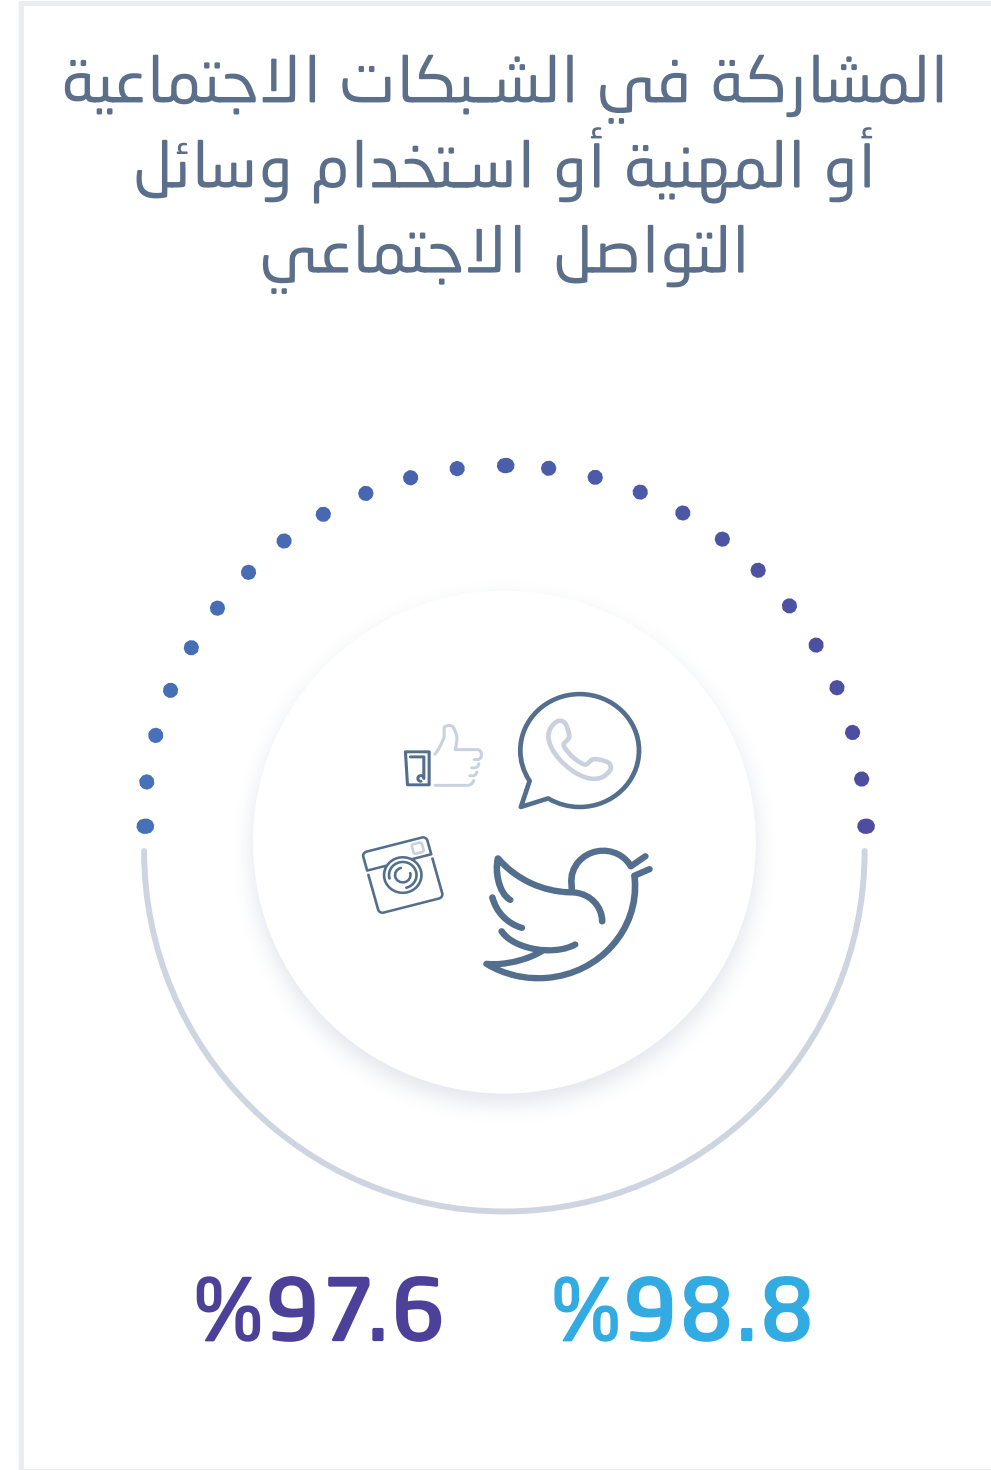 المشاركة في الشبكات الاجتماعية
أو المهنية أو استخدام وسائل
التواصل الاجتماعي
%98.8
%97.6